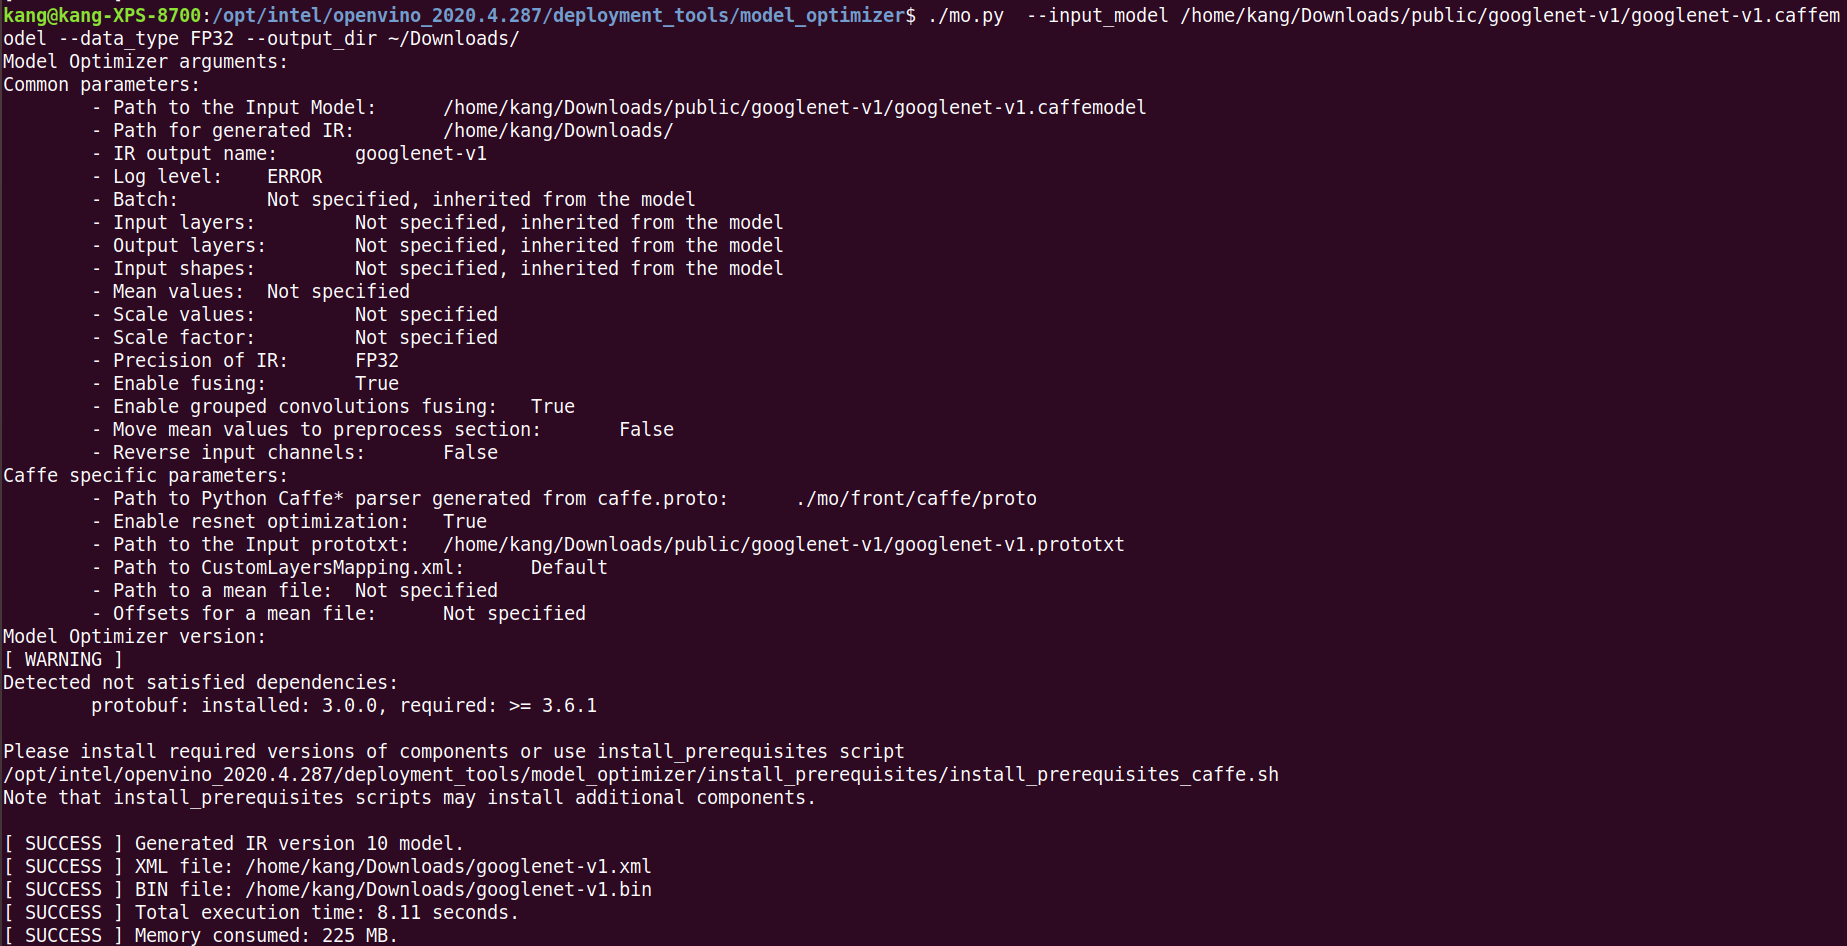 kang@kang-XPS-8700:/opt/intel/openvino_2020.4.287/deployment_tools/model_optimizer$ ./mo.py  --input_model /home/kang/Downloads/public/googlenet-v1/googlenet-v1.caffem
odel --data_type FP32 --output_dir ~/Downloads/
Model Optimizer arguments:
Common parameters:
        - Path to the Input Model:      /home/kang/Downloads/public/googlenet-v1/googlenet-v1.caffemodel
        - Path for generated IR:        /home/kang/Downloads/
        - IR output name:       googlenet-v1
        - Log level:    ERROR
        - Batch:        Not specified, inherited from the model
        - Input layers:         Not specified, inherited from the model
        - Output layers:        Not specified, inherited from the model
        - Input shapes:         Not specified, inherited from the model
        - Mean values:  Not specified
        - Scale values:         Not specified
        - Scale factor:         Not specified
        - Precision of IR:      FP32
        - Enable fusing:        True
        - Enable grouped convolutions fusing:   True
        - Move mean values to preprocess section:       False
        - Reverse input channels:       False
Caffe specific parameters:
        - Path to Python Caffe* parser generated from caffe.proto:      ./mo/front/caffe/proto
        - Enable resnet optimization:   True
        - Path to the Input prototxt:   /home/kang/Downloads/public/googlenet-v1/googlenet-v1.prototxt
        - Path to CustomLayersMapping.xml:      Default
        - Path to a mean file:  Not specified
        - Offsets for a mean file:      Not specified
Model Optimizer version:
[ WARNING ]
Detected not satisfied dependencies:
        protobuf: installed: 3.0.0, required: >= 3.6.1

Please install required versions of components or use install_prerequisites script
/opt/intel/openvino_2020.4.287/deployment_tools/model_optimizer/install_prerequisites/install_prerequisites_caffe.sh
Note that install_prerequisites scripts may install additional components.

[ SUCCESS ] Generated IR version 10 model.
[ SUCCESS ] XML file: /home/kang/Downloads/googlenet-v1.xml
[ SUCCESS ] BIN file: /home/kang/Downloads/googlenet-v1.bin
[ SUCCESS ] Total execution time: 8.11 seconds.
[ SUCCESS ] Memory consumed: 225 MB.